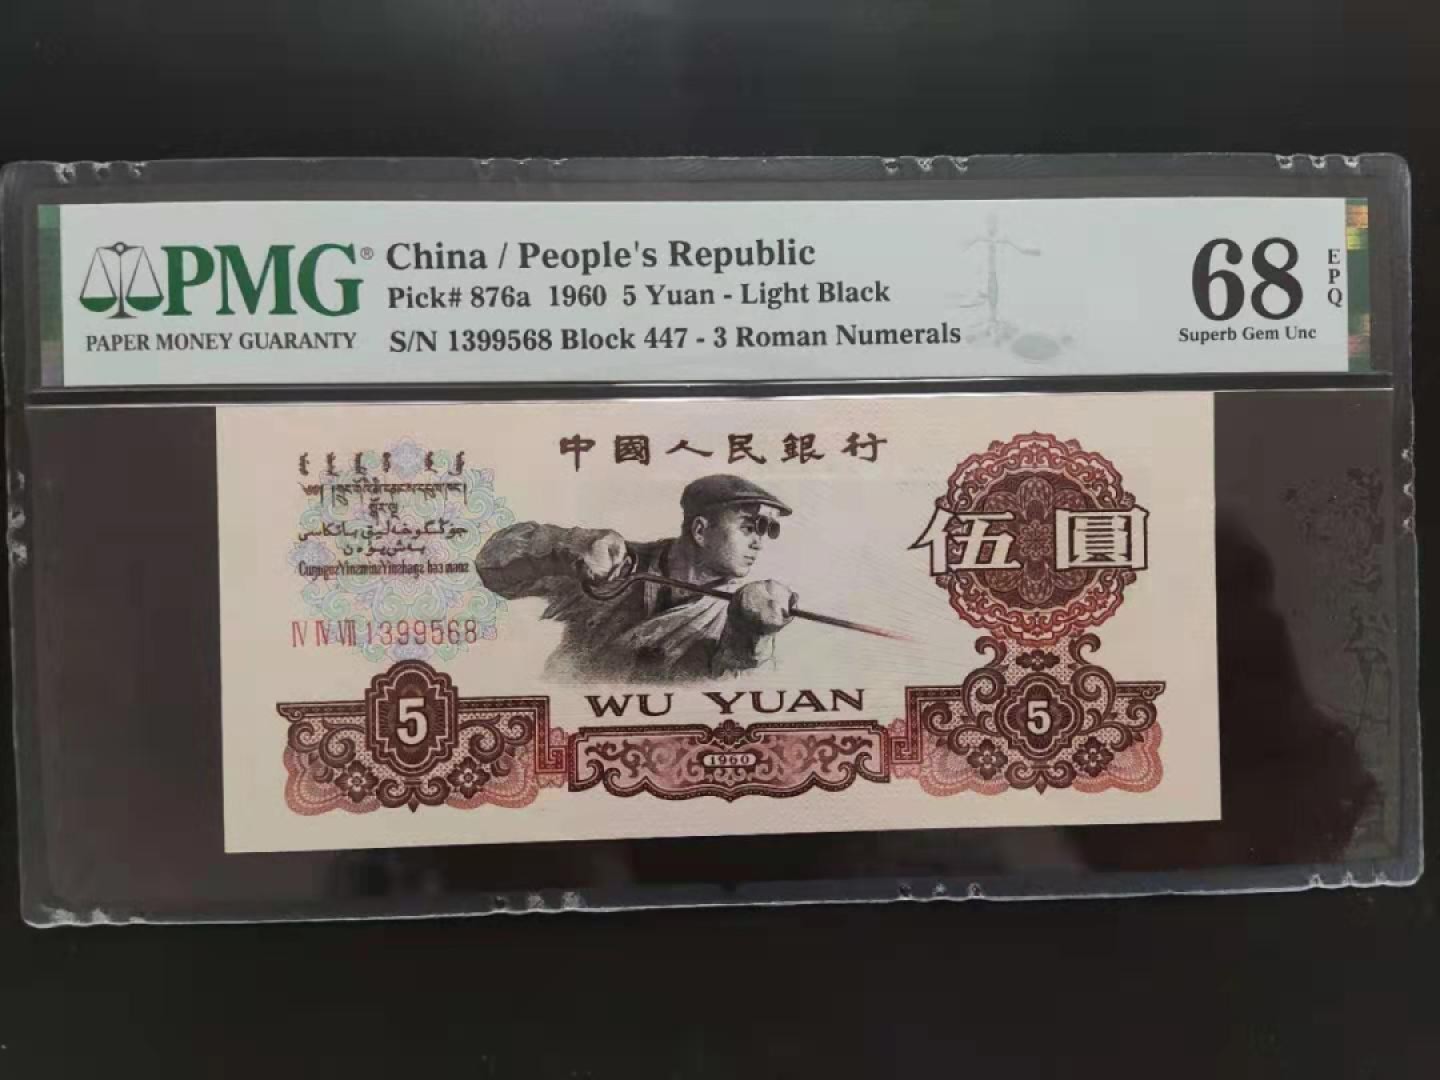 PMG®
PAPER MONEY GUARANTY
China / People's Republic
Pick# 876a 1960 5 Yuan - Light Black
S/N 1399568 Block 447 - 3 Roman Numerals
68
EPQ
Superb Gem Unc
中國人民銀行
伍圓
IV IV VII 1399568
WU YUAN
5
1960
5